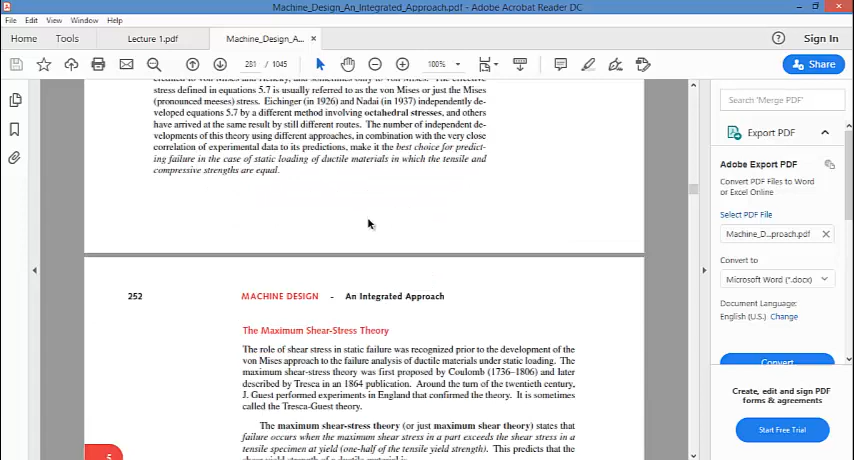 Machine_Design_An_Integrated_Approach.pdf - Adobe Acrobat Reader DC
File Edit View Window Help
Home Tools Lecture 1.pdf Machine_Design_A... × Sign In
281 / 1045 100% Share
stress defined in equations 5.7 is usually referred to as the von Mises or just the Mises
(pronounced meeses) stress. Eichinger (in 1926) and Nadai (in 1937) independently de-
veloped equations 5.7 by a different method involving octahedral stresses, and others
have arrived at the same result by still different routes. The number of independent de-
velopments of this theory using different approaches, in combination with the very close
correlation of experimental data to its predictions, make it the best choice for predict-
ing failure in the case of static loading of ductile materials in which the tensile and
compressive strengths are equal.
252 MACHINE DESIGN - An Integrated Approach
The Maximum Shear-Stress Theory
The role of shear stress in static failure was recognized prior to the development of the
von Mises approach to the failure analysis of ductile materials under static loading. The
maximum shear-stress theory was first proposed by Coulomb (1736–1806) and later
described by Tresca in an 1864 publication. Around the turn of the twentieth century,
J. Guest performed experiments in England that confirmed the theory. It is sometimes
called the Tresca-Guest theory.
The maximum shear-stress theory (or just maximum shear theory) states that
failure occurs when the maximum shear stress in a part exceeds the shear stress in a
tensile specimen at yield (one-half of the tensile yield strength). This predicts that the
5
Search 'Merge PDF'
Export PDF
Adobe Export PDF
Convert PDF Files to Word
or Excel Online
Select PDF File
Machine_D...proach.pdf
Convert to
Microsoft Word (*.docx)
Document Language:
English (U.S.) Change
Convert
Create, edit and sign PDF
forms & agreements
Start Free Trial